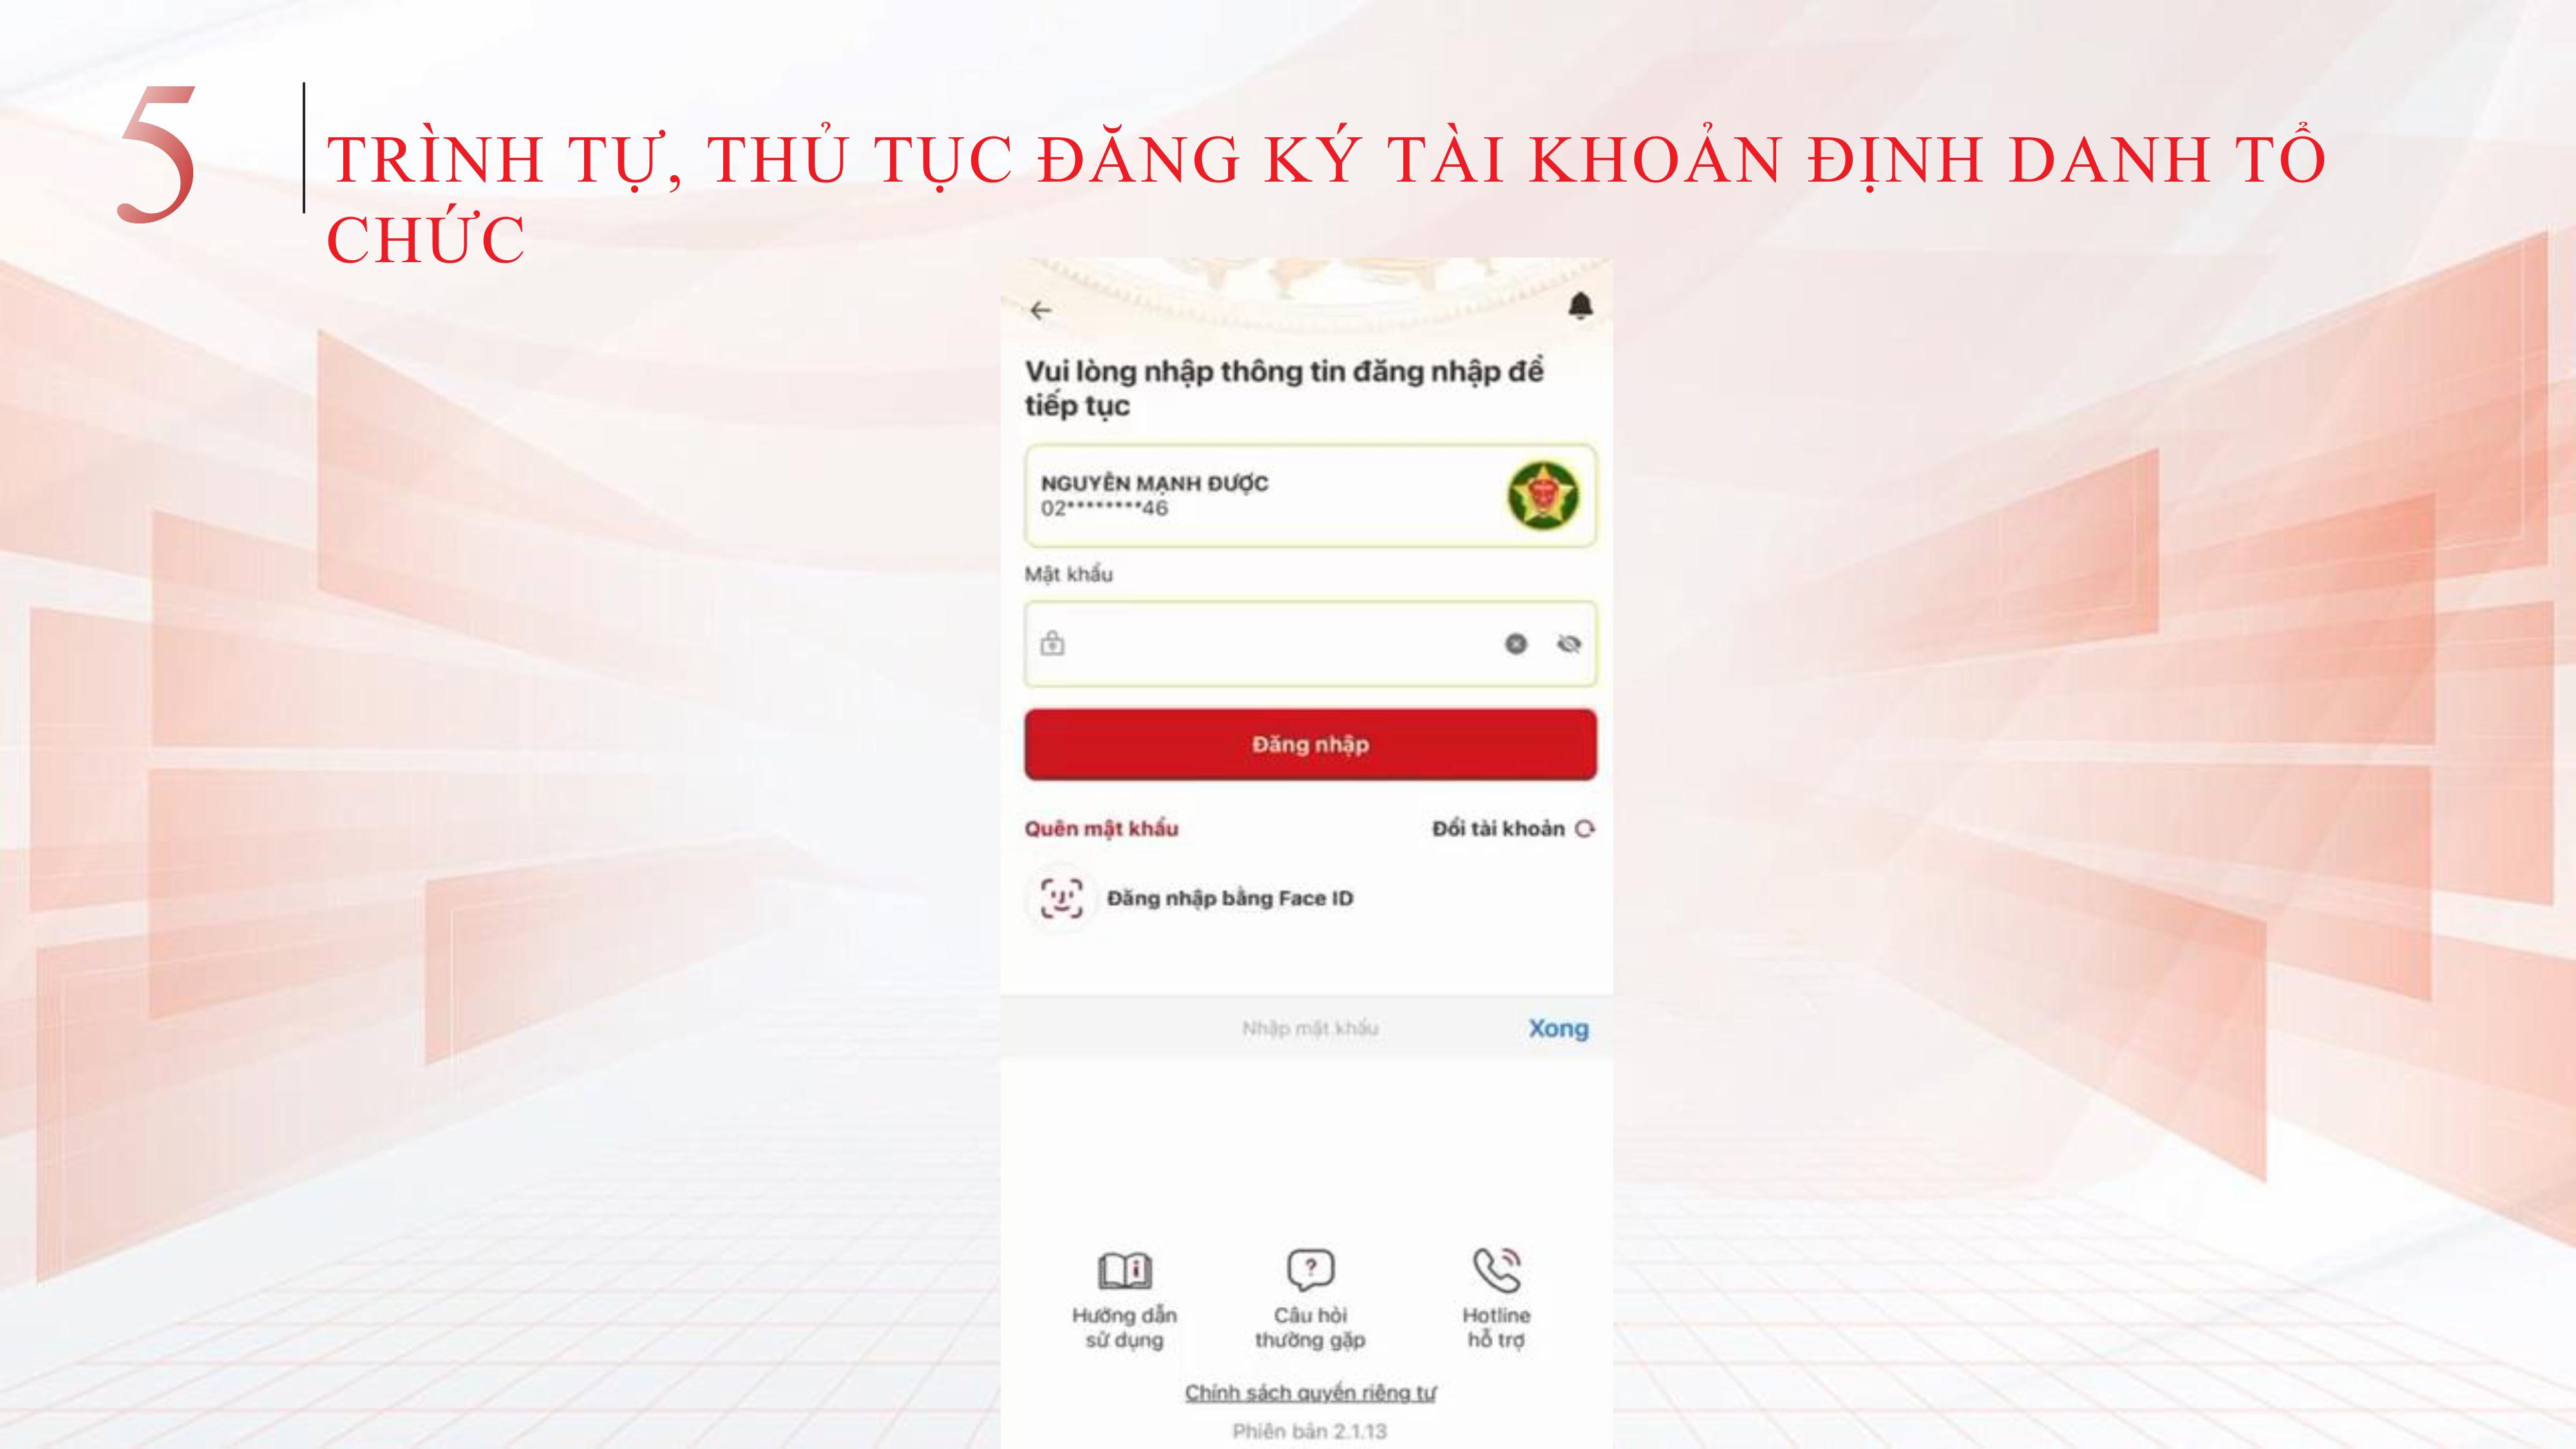 5
TRÌNH TỰ, THỦ TỤC ĐĂNG KÝ TÀI KHOẢN ĐỊNH DANH TỔ
CHỨC
Vui lòng nhập thông tin đăng nhập để
tiếp tục
NGUYỄN MẠNH ĐƯỢC
02********46
Mật khẩu
Đăng nhập
Quên mật khẩu
Đổi tài khoản
Đăng nhập bằng Face ID
Nhập mật khẩu
Xong
Hướng dẫn
sử dụng
Câu hỏi
thường gặp
Hotline
hỗ trợ
Chính sách quyền riêng tư
Phiên bản 2.1.13